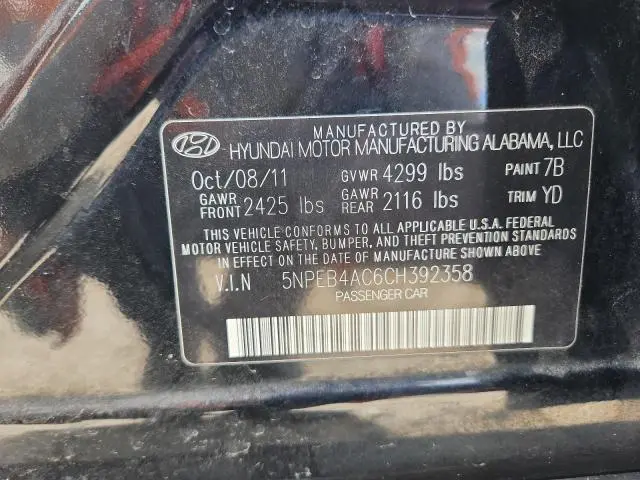 MANUFACTURED BY
HYUNDAI MOTOR MANUFACTURING ALABAMA, LLC
Oct/08/11 GVWR 4299 lbs PAINT 7B
GAWR FRONT 2425 lbs GAWR REAR 2116 lbs TRIM YD
THIS VEHICLE CONFORMS TO ALL APPLICABLE U.S.A. FEDERAL
MOTOR VEHICLE SAFETY, BUMPER, AND THEFT PREVENTION STANDARDS
IN EFFECT ON THE DATE OF MANUFACTURE SHOWN ABOVE
V.I.N 5NPEB4AC6CH392358
PASSENGER CAR